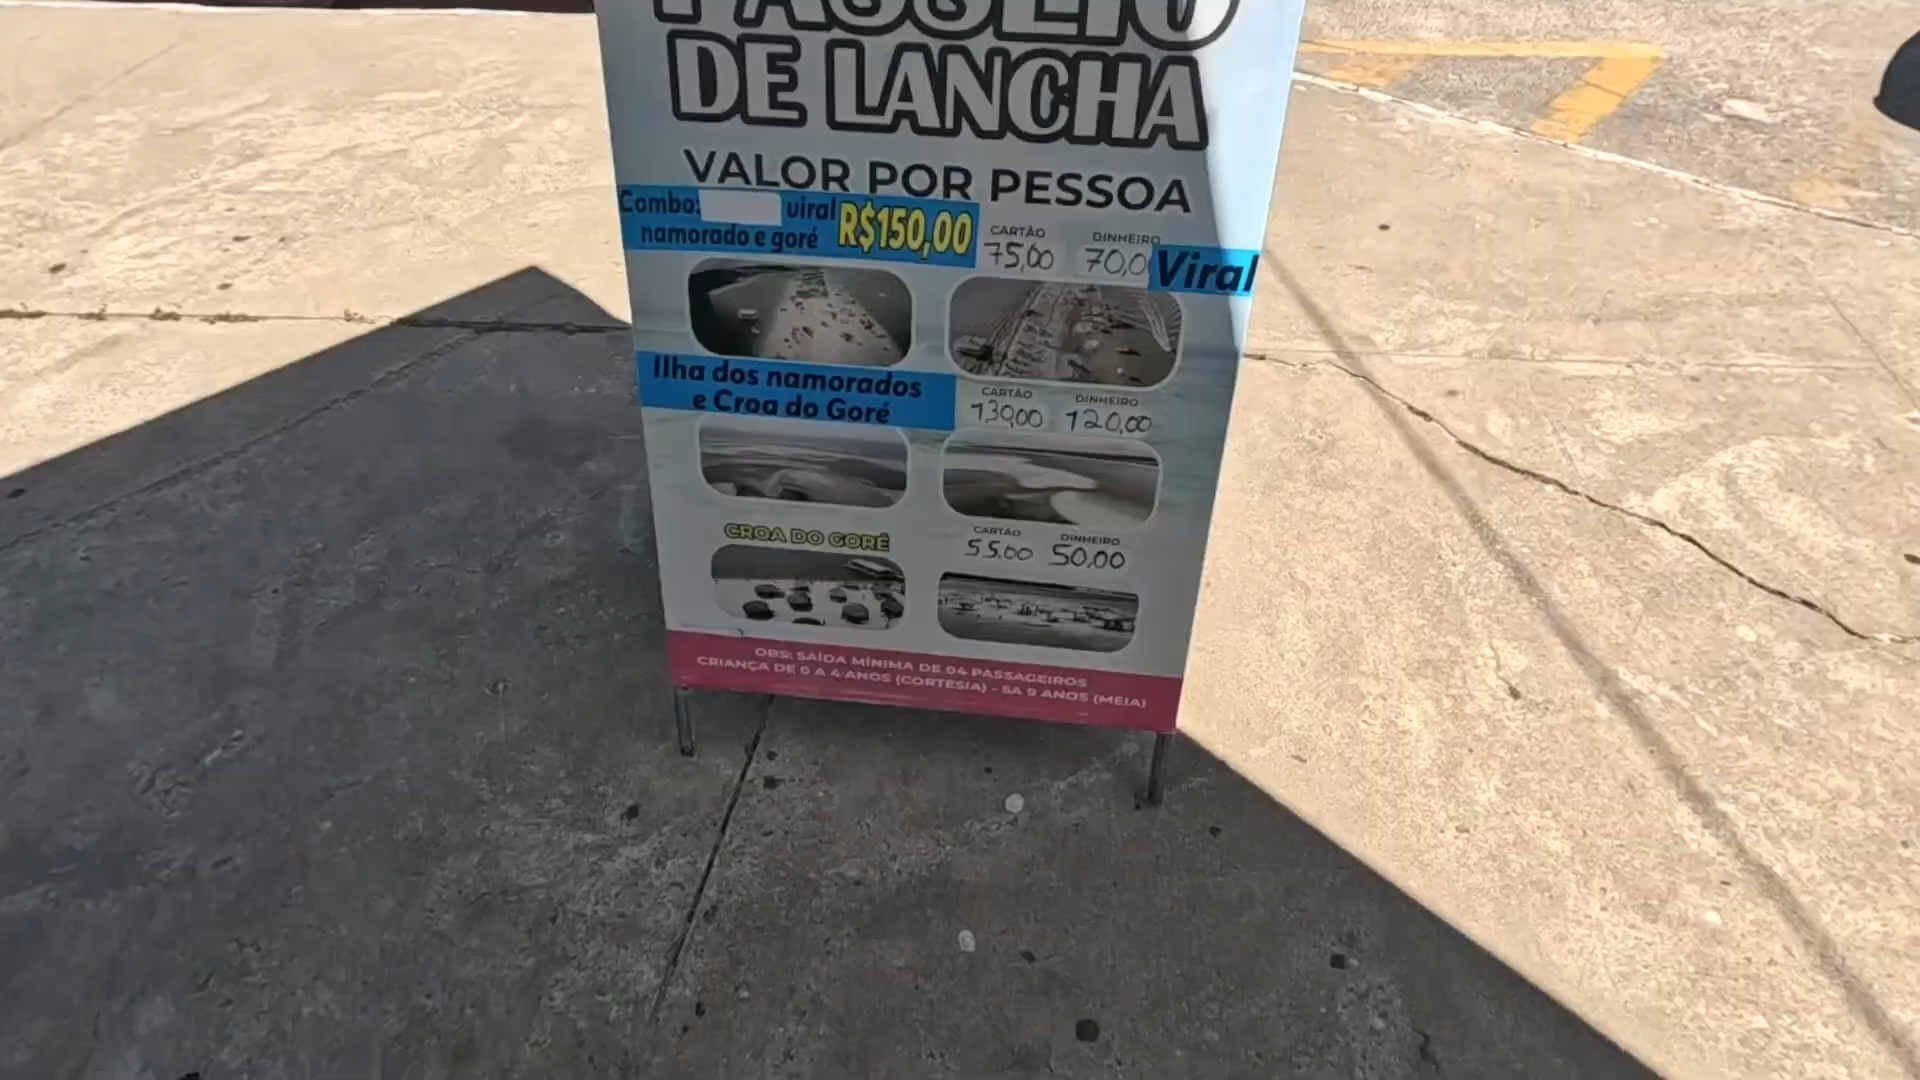 PASSEIO
DE LANCHA
VALOR POR PESSOA
Combo: viral R$150,00
namorado e goré
CARTÃO DINHEIRO
75,00 70,0
Viral
Ilha dos namorados
e Croa do Goré
CARTÃO DINHEIRO
130,00 120,00
CROA DO GORÉ
CARTÃO DINHEIRO
55.00 50,00
OBS: SAÍDA MÍNIMA DE 04 PASSAGEIROS
CRIANÇA DE 0 A 4 ANOS (CORTESIA) - 5A 9 ANOS (MEIA)